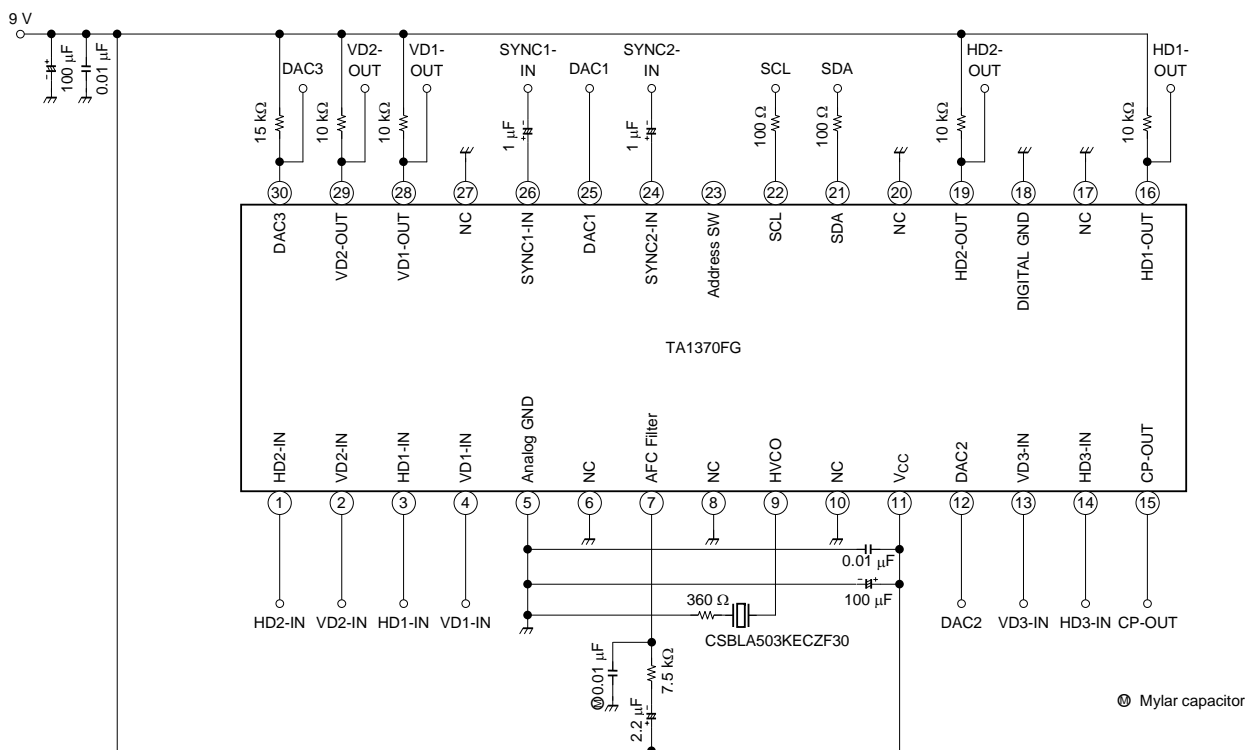 9 V
100 μF
0.01 μF
15 kΩ
DAC3
10 kΩ
VD2-
OUT
10 kΩ
VD1-
OUT
SYNC1-
IN
1 μF
DAC1
SYNC2-
IN
1 μF
SCL
100 Ω
SDA
100 Ω
10 kΩ
HD2-
OUT
10 kΩ
HD1-
OUT
30
29
28
27
26
25
24
23
22
21
20
19
18
17
16
DAC3
VD2-OUT
VD1-OUT
NC
SYNC1-IN
DAC1
SYNC2-IN
Address SW
SCL
SDA
NC
HD2-OUT
DIGITAL GND
NC
HD1-OUT
TA1370FG
HD2-IN
VD2-IN
HD1-IN
VD1-IN
Analog GND
NC
AFC Filter
NC
HVCO
NC
VCC
DAC2
VD3-IN
HD3-IN
CP-OUT
1
2
3
4
5
6
7
8
9
10
11
12
13
14
15
0.01 μF
100 μF
360 Ω
CSBLA503KECZF30
HD2-IN
VD2-IN
HD1-IN
VD1-IN
DAC2
VD3-IN
HD3-IN
CP-OUT
M 0.01 μF
7.5 kΩ
2.2 μF
M Mylar capacitor